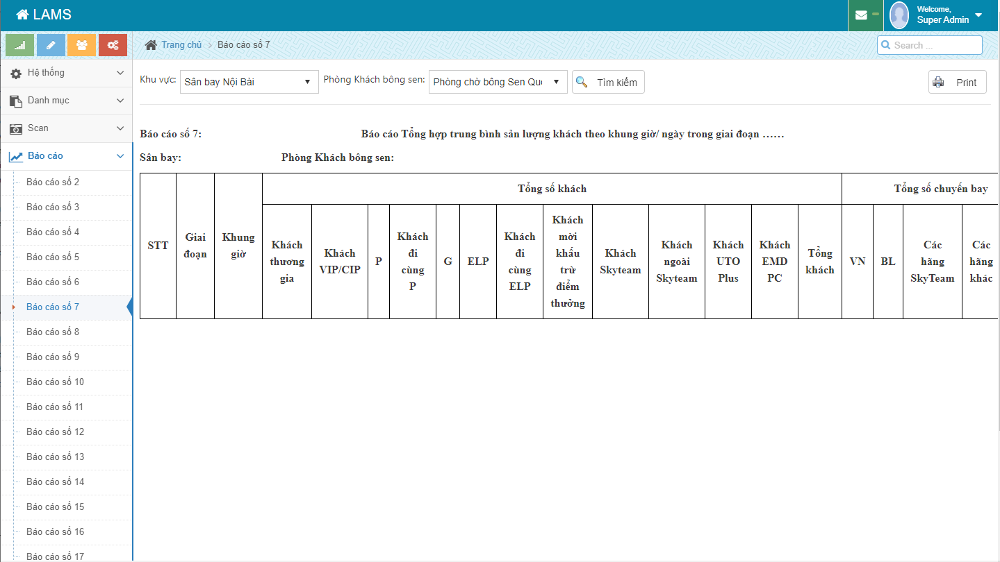 LAMS
Welcome,
Super Admin
Trang chủ
Báo cáo số 7
Search ...
Hệ thống
Danh mục
Scan
Báo cáo
Báo cáo số 2
Báo cáo số 3
Báo cáo số 4
Báo cáo số 5
Báo cáo số 6
Báo cáo số 7
Báo cáo số 8
Báo cáo số 9
Báo cáo số 10
Báo cáo số 11
Báo cáo số 12
Báo cáo số 13
Báo cáo số 14
Báo cáo số 15
Báo cáo số 16
Báo cáo số 17
Khu vực: Sân bay Nội Bài Phòng Khách bông sen: Phòng chờ bông Sen Quố Tìm kiếm Print
Báo cáo số 7: Báo cáo Tổng hợp trung bình sản lượng khách theo khung giờ/ ngày trong giai đoạn ……
Sân bay: Phòng Khách bông sen:
STT
Giai
đoạn
Khung
giờ
Tổng số khách
Khách
thương
gia
Khách
VIP/CIP
P
Khách
đi
cùng
P
G
ELP
Khách
đi
cùng
ELP
Khách
mời
khấu
trừ
điểm
thưởng
Khách
Skyteam
Khách
ngoài
Skyteam
Khách
UTO
Plus
Khách
EMD
PC
Tổng
khách
Tổng số chuyến bay
VN
BL
Các
hãng
SkyTeam
Các
hãng
khác